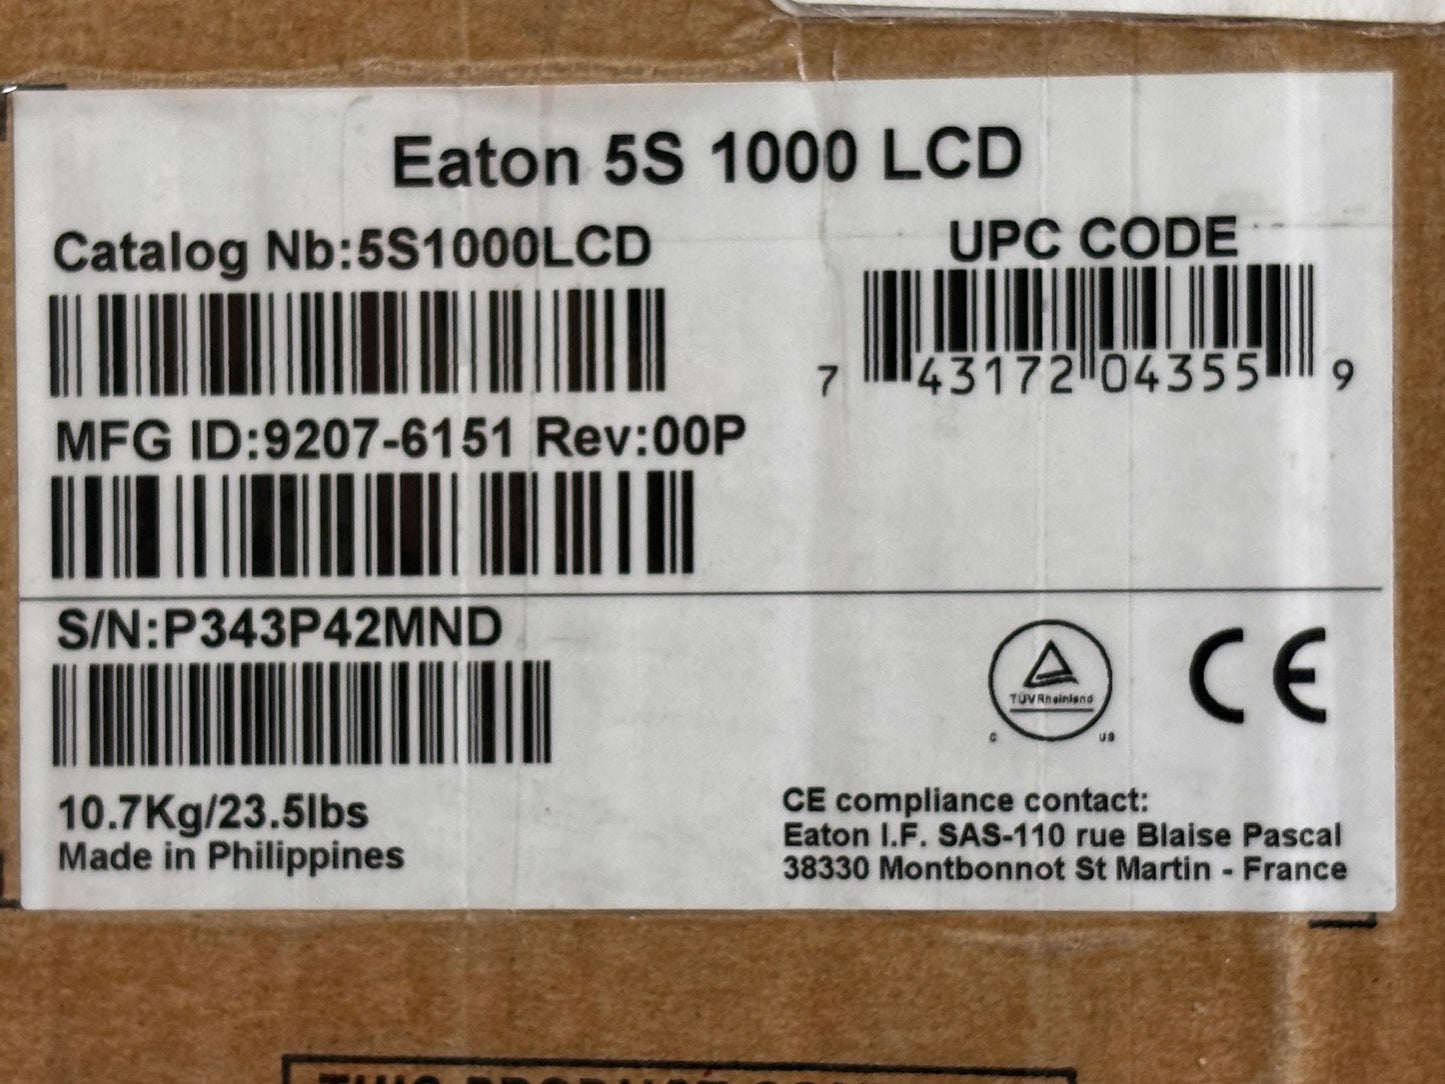 Eaton 5S 1000 LCD
Catalog Nb:5S1000LCD
UPC CODE
7 43172 04355 9
MFG ID:9207-6151 Rev:00P
S/N:P343P42MND
TÜVRheinland
C US
CE
10.7Kg/23.5lbs
Made in Philippines
CE compliance contact:
Eaton I.F. SAS-110 rue Blaise Pascal
38330 Montbonnot St Martin - France
THIS PRODUCT